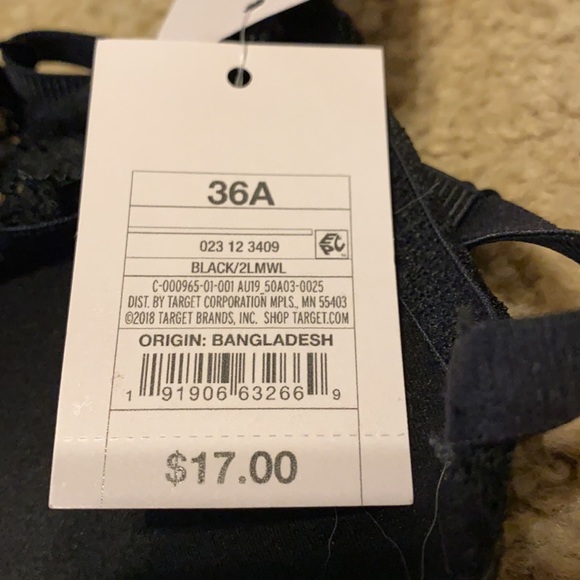 36A
023 12 3409
BLACK/2LMWL
C-000965-01-001 AU19_50A03-0025
DIST. BY TARGET CORPORATION MPLS., MN 55403
©2018 TARGET BRANDS, INC. SHOP TARGET.COM
ORIGIN: BANGLADESH
1 91906 63266 9
$17.00